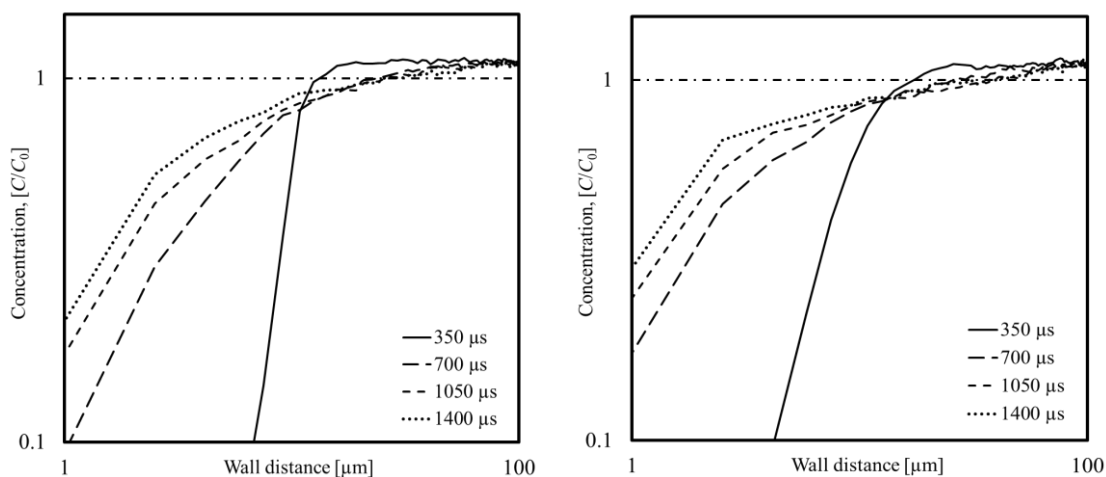 1
0.1
Concentration, [C/C₀]
1
Wall distance [µm]
100
350 µs
700 µs
1050 µs
1400 µs
1
0.1
Concentration, [C/C₀]
1
Wall distance [µm]
100
350 µs
700 µs
1050 µs
1400 µs